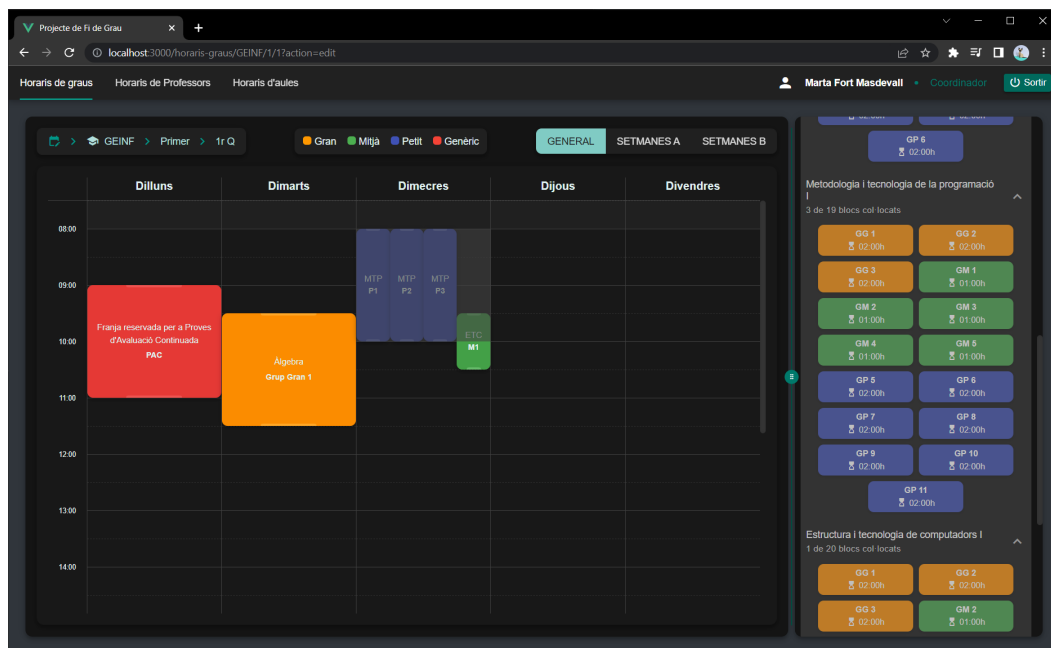 Projecte de Fi de Grau
localhost:3000/horaris-graus/GEINF/1/1?action=edit
Horaris de graus Horaris de Professors Horaris d'aules
Marta Fort Masdevall • Coordinador Sortir
GEINF > Primer > 1r Q
Gran Mitjà Petit Genèric
GENERAL SETMANES A SETMANES B
Dilluns Dimarts Dimecres Dijous Divendres
08:00
09:00
10:00
11:00
12:00
13:00
14:00
Franja reservada per a Proves
d'Avaluació Continuada
PAC
Àlgebra
Grup Gran 1
MTP MTP MTP
P1 P2 P3
ETC
M1
GP 6
02:00h
Metodologia i tecnologia de la programació
I
3 de 19 blocs col·locats
GG 1 GG 2
02:00h 02:00h
GG 3 GM 1
02:00h 01:00h
GM 2 GM 3
01:00h 01:00h
GM 4 GM 5
01:00h 01:00h
GP 5 GP 6
02:00h 02:00h
GP 7 GP 8
02:00h 02:00h
GP 9 GP 10
02:00h 02:00h
GP 11
02:00h
Estructura i tecnologia de computadors I
1 de 20 blocs col·locats
GG 1 GG 2
02:00h 02:00h
GG 3 GM 2
02:00h 01:00h